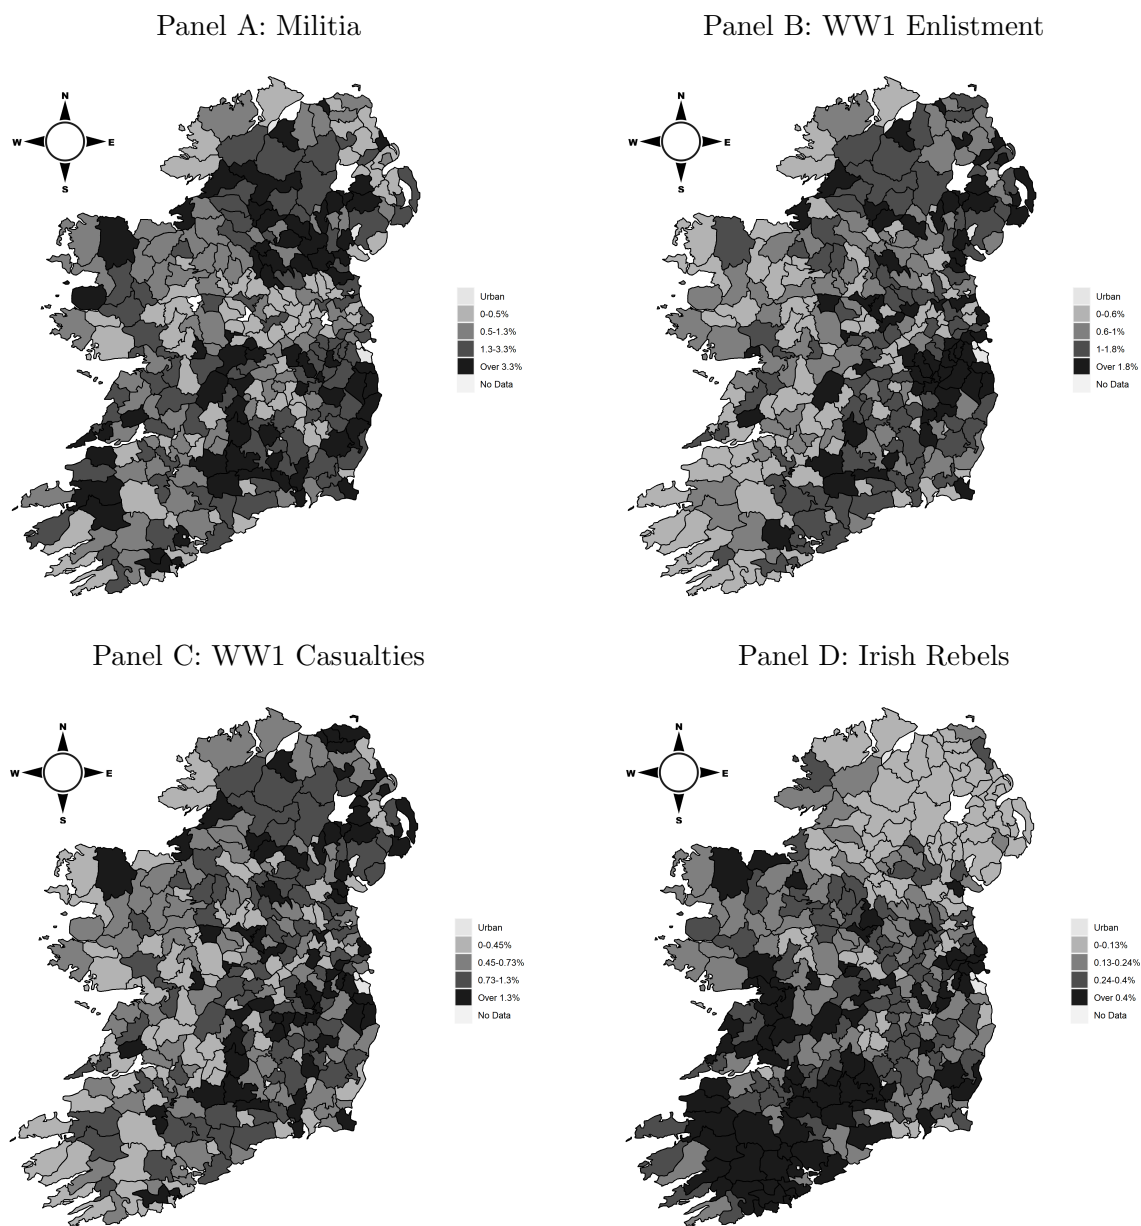 Panel A: Militia
Panel B: WW1 Enlistment
N
W E
S
Urban
0-0.5%
0.5-1.3%
1.3-3.3%
Over 3.3%
No Data
N
W E
S
Urban
0-0.6%
0.6-1%
1-1.8%
Over 1.8%
No Data
Panel C: WW1 Casualties
Panel D: Irish Rebels
N
W E
S
Urban
0-0.45%
0.45-0.73%
0.73-1.3%
Over 1.3%
No Data
N
W E
S
Urban
0-0.13%
0.13-0.24%
0.24-0.4%
Over 0.4%
No Data